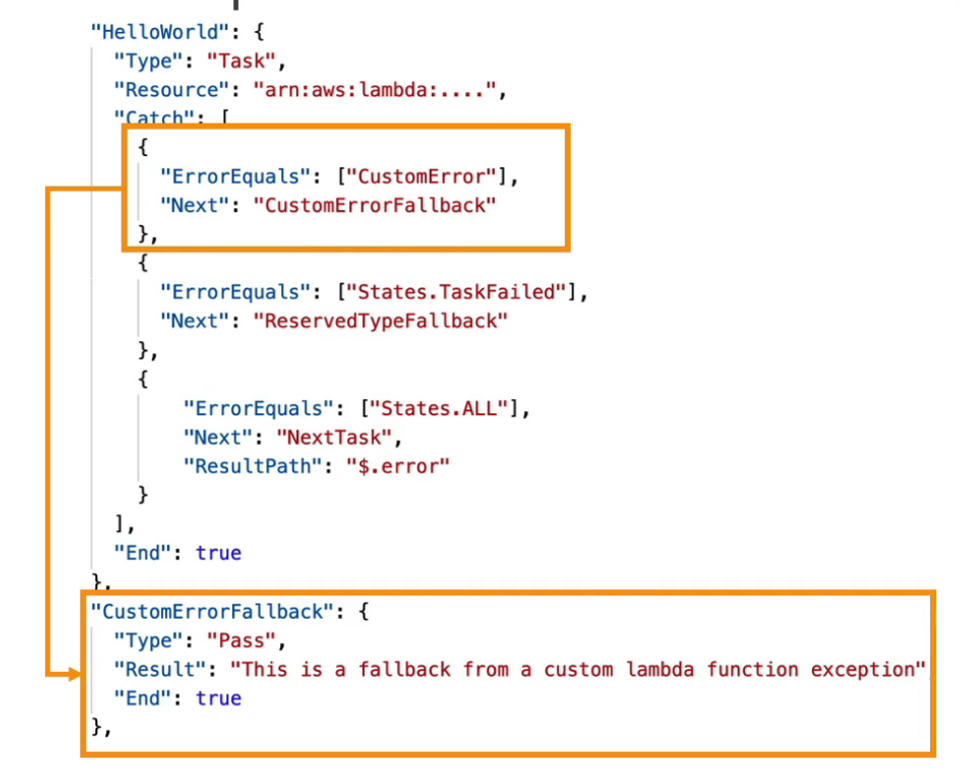 "HelloWorld": {
"Type": "Task",
"Resource": "arn:aws:lambda:....",
"Catch": [
{
"ErrorEquals": ["CustomError"],
"Next": "CustomErrorFallback"
},
{
"ErrorEquals": ["States.TaskFailed"],
"Next": "ReservedTypeFallback"
},
{
"ErrorEquals": ["States.ALL"],
"Next": "NextTask",
"ResultPath": "$.error"
}
],
"End": true
},
"CustomErrorFallback": {
"Type": "Pass",
"Result": "This is a fallback from a custom lambda function exception",
"End": true
},